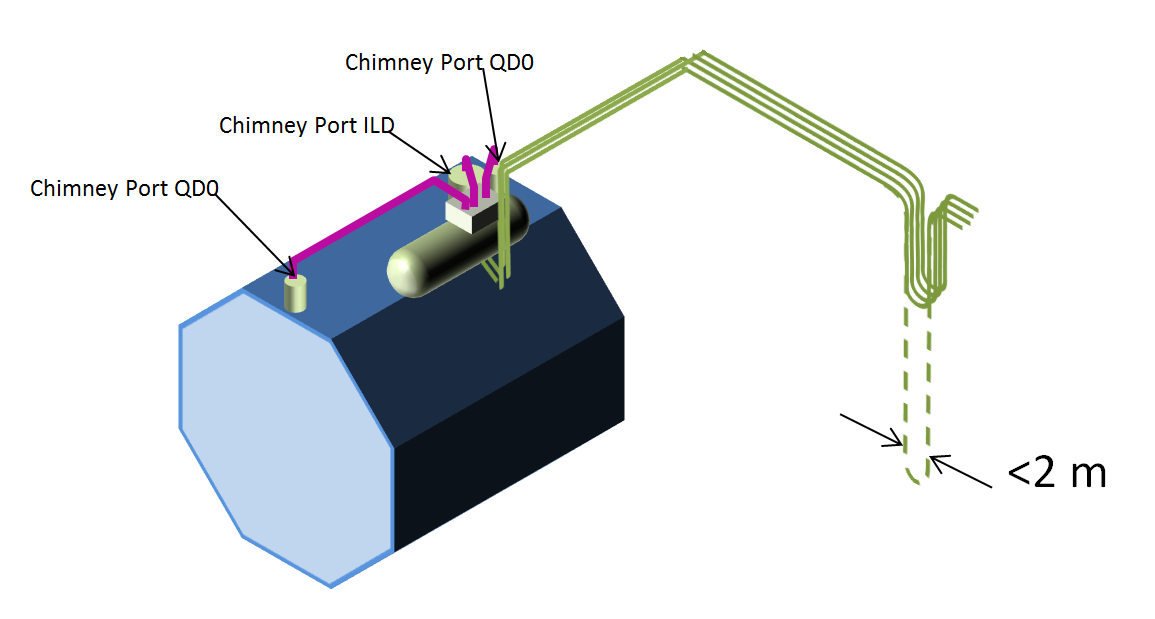 Chimney Port QD0
Chimney Port ILD
Chimney Port QD0
<2 m